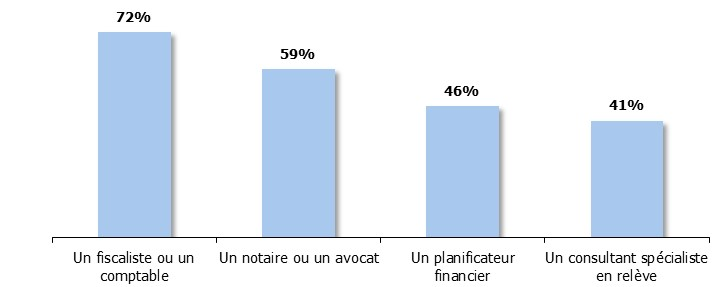 72%
59%
46%
41%
Un fiscaliste ou un
comptable
Un notaire ou un avocat
Un planificateur
financier
Un consultant spécialiste
en relève